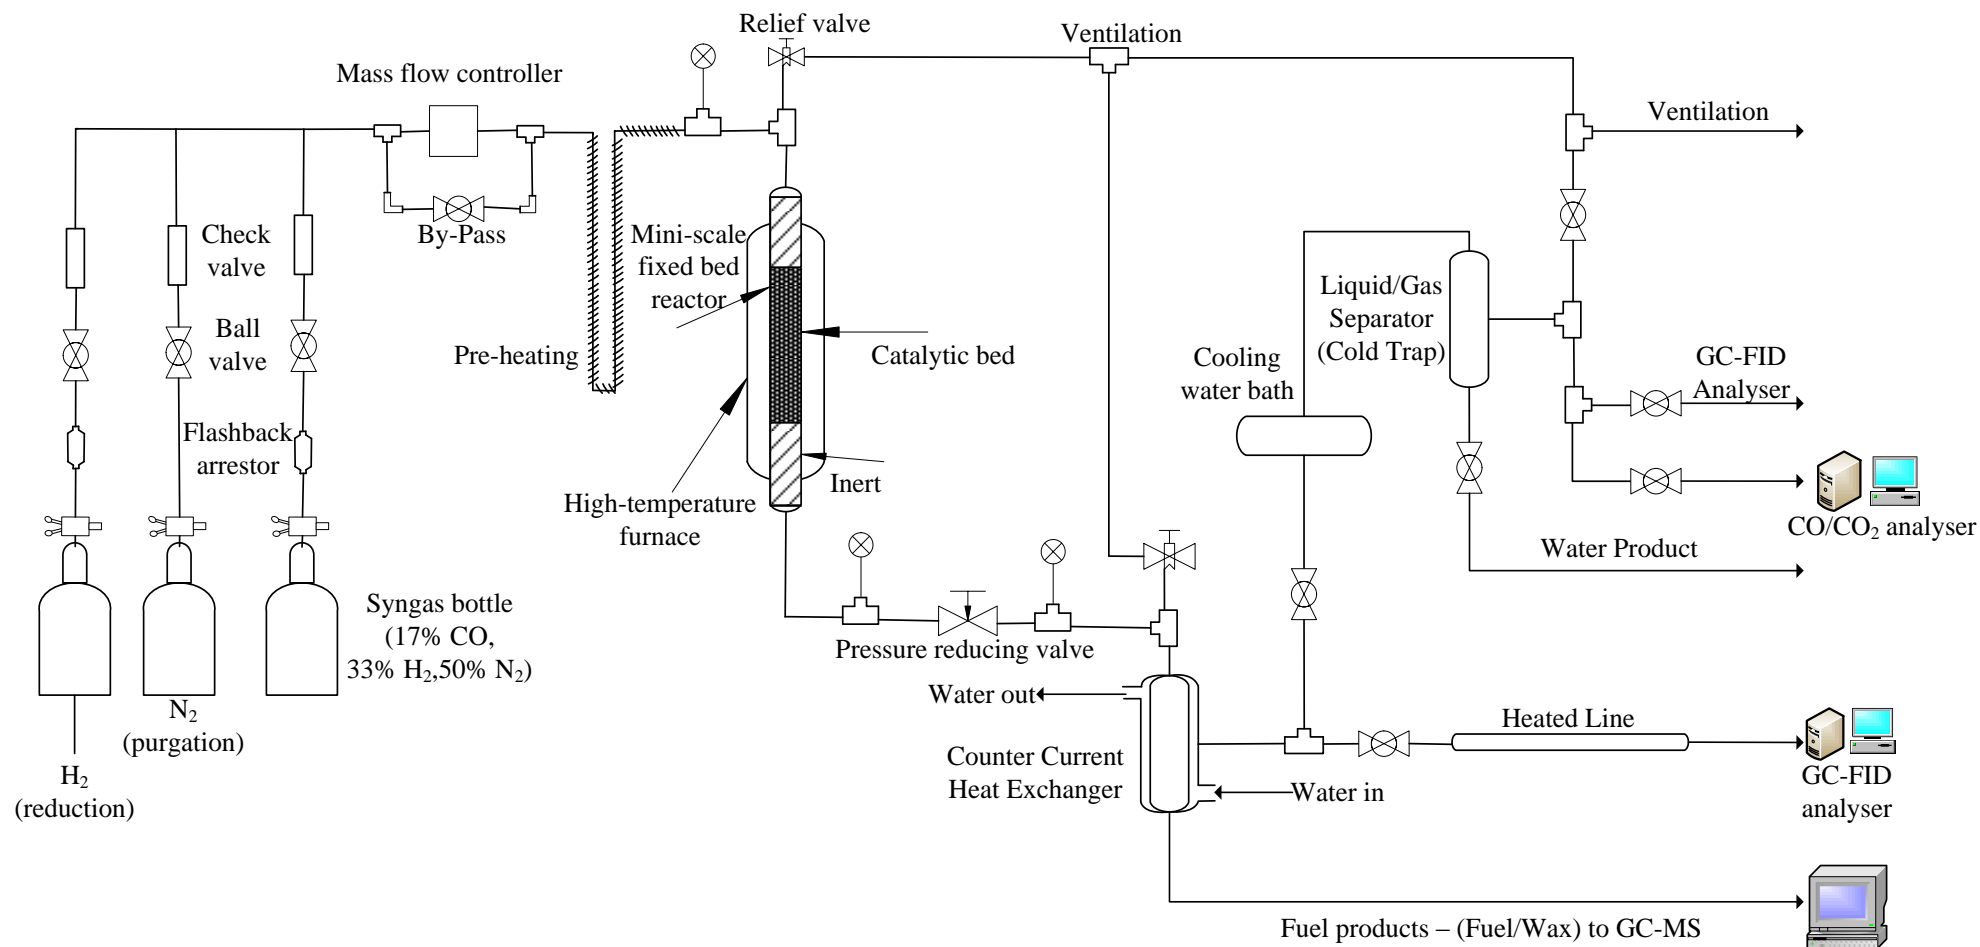 Relief valve
Ventilation
Mass flow controller
Ventilation
By-Pass
Check
valve
Mini-scale
fixed bed
reactor
Liquid/Gas
Separator
(Cold Trap)
Ball
valve
Pre-heating
Catalytic bed
Cooling
water bath
GC-FID
Analyser
Flashback
arrestor
Inert
High-temperature
furnace
CO/CO₂ analyser
Water Product
Syngas bottle
(17% CO,
33% H₂,50% N₂)
Pressure reducing valve
Water out
N₂
(purgation)
Heated Line
H₂
(reduction)
Counter Current
Heat Exchanger
Water in
GC-FID
analyser
Fuel products – (Fuel/Wax) to GC-MS